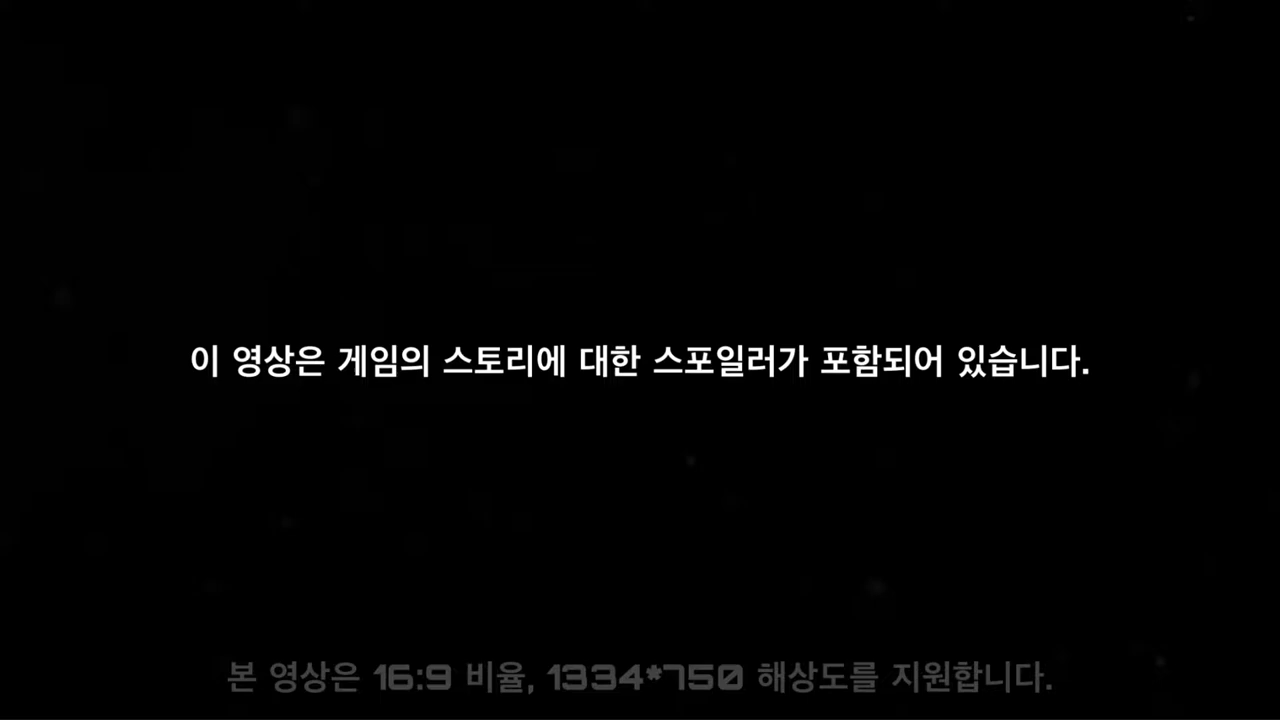 이 영상은 게임의 스토리에 대한 스포일러가 포함되어 있습니다.
본 영상은 16:9 비율, 1334*750 해상도를 지원합니다.